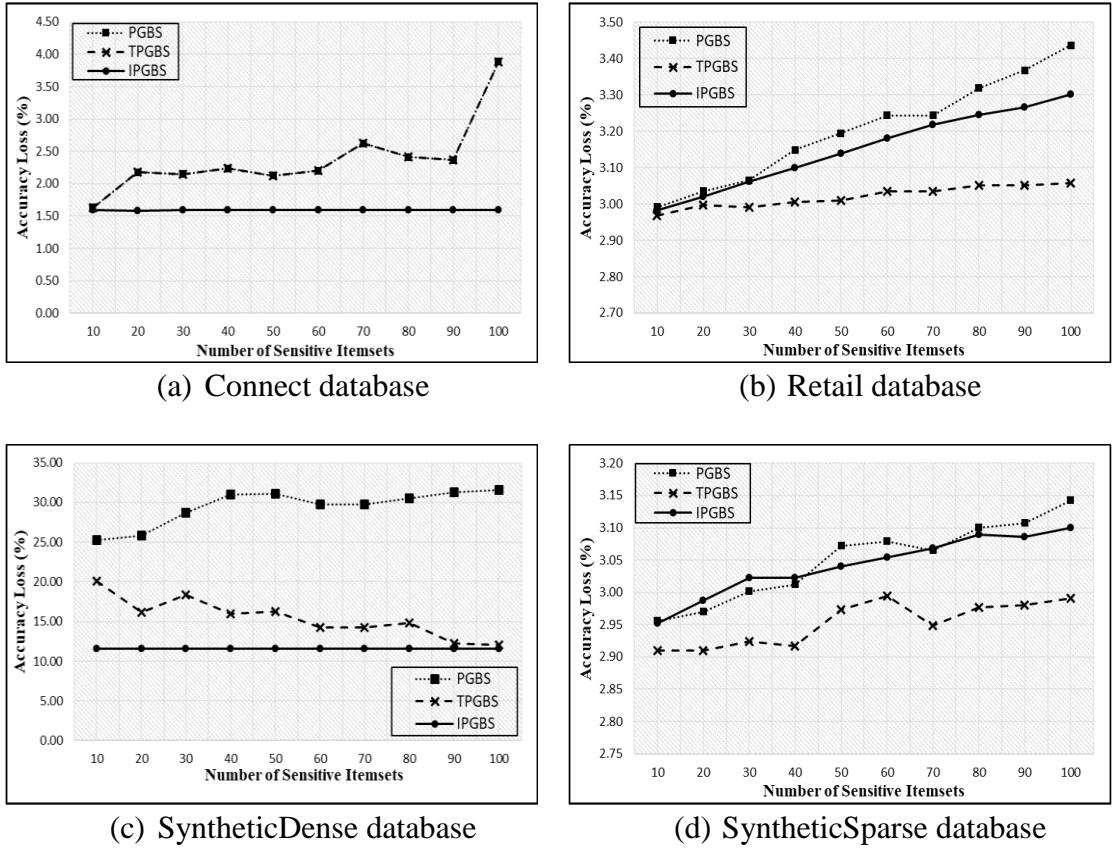 4.50
4.00
3.50
3.00
2.50
2.00
1.50
1.00
0.50
0.00
Accuracy Loss (%)
PGBS
TPGBS
IPGBS
10 20 30 40 50 60 70 80 90 100
Number of Sensitive Itemsets
(a) Connect database
3.50
3.40
3.30
3.20
3.10
3.00
2.90
2.80
2.70
Accuracy Loss (%)
PGBS
TPGBS
IPGBS
10 20 30 40 50 60 70 80 90 100
Number of Sensitive Itemsets
(b) Retail database
35.00
30.00
25.00
20.00
15.00
10.00
5.00
0.00
Accuracy Loss (%)
PGBS
TPGBS
IPGBS
10 20 30 40 50 60 70 80 90 100
Number of Sensitive Itemsets
(c) SyntheticDense database
3.20
3.15
3.10
3.05
3.00
2.95
2.90
2.85
2.80
2.75
Accuracy Loss (%)
PGBS
TPGBS
IPGBS
10 20 30 40 50 60 70 80 90 100
Number of Sensitive Itemsets
(d) SyntheticSparse database